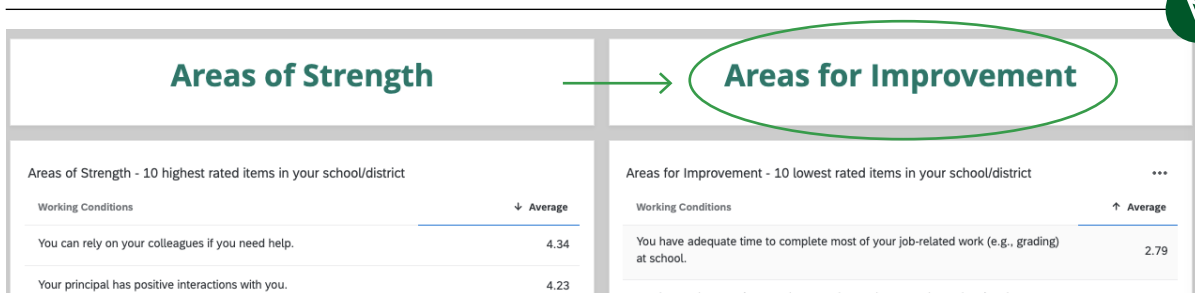 Areas of Strength
Areas for Improvement
Areas of Strength - 10 highest rated items in your school/district
Working Conditions
↓ Average
You can rely on your colleagues if you need help.
4.34
Your principal has positive interactions with you.
4.23
Areas for Improvement - 10 lowest rated items in your school/district
•••
Working Conditions
↑ Average
You have adequate time to complete most of your job-related work (e.g., grading)
at school.
2.79